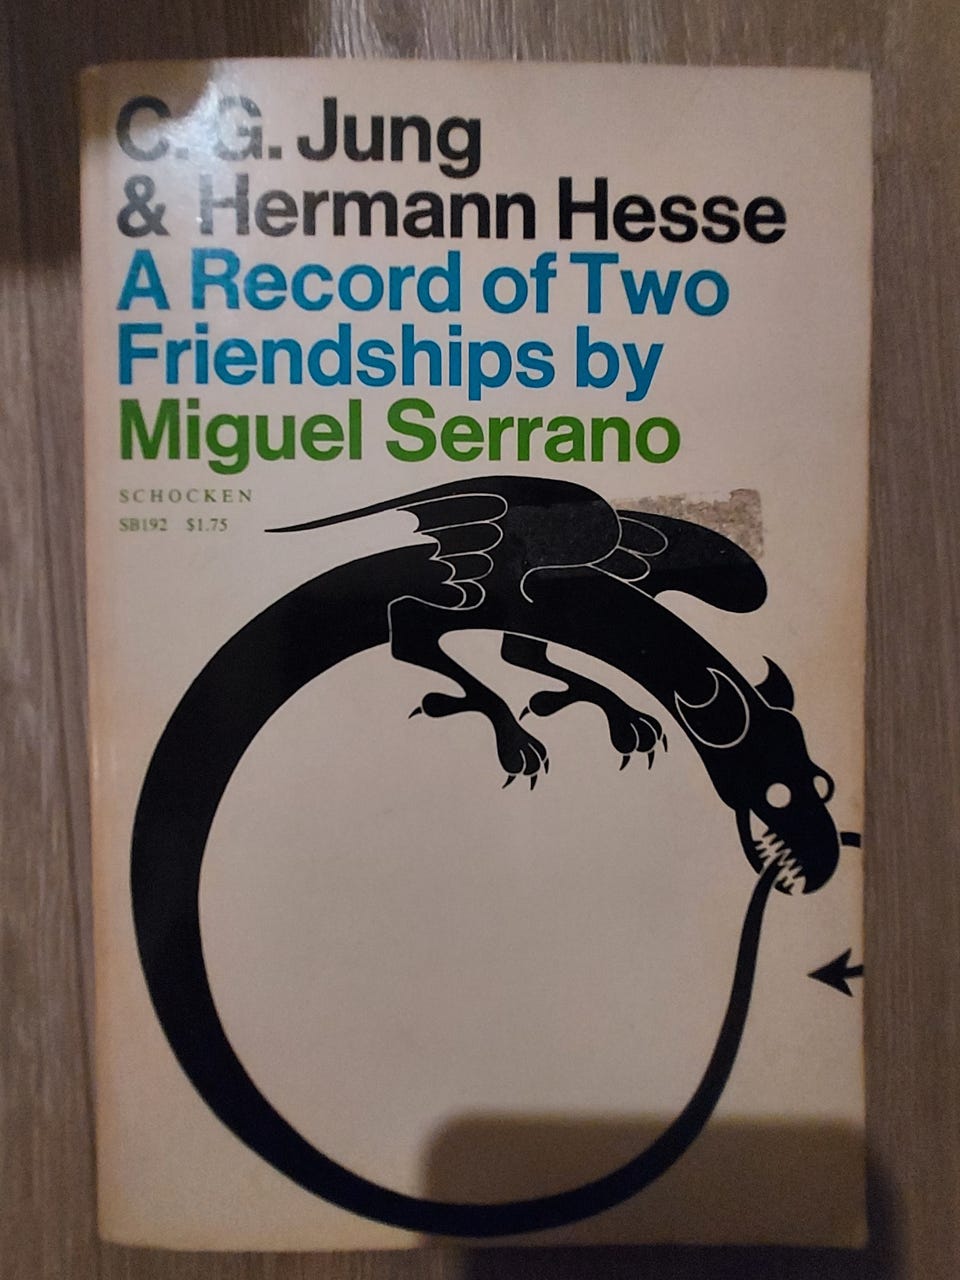 C. G. Jung
& Hermann Hesse
A Record of Two
Friendships by
Miguel Serrano
SCHOCKEN
SB192 $1.75